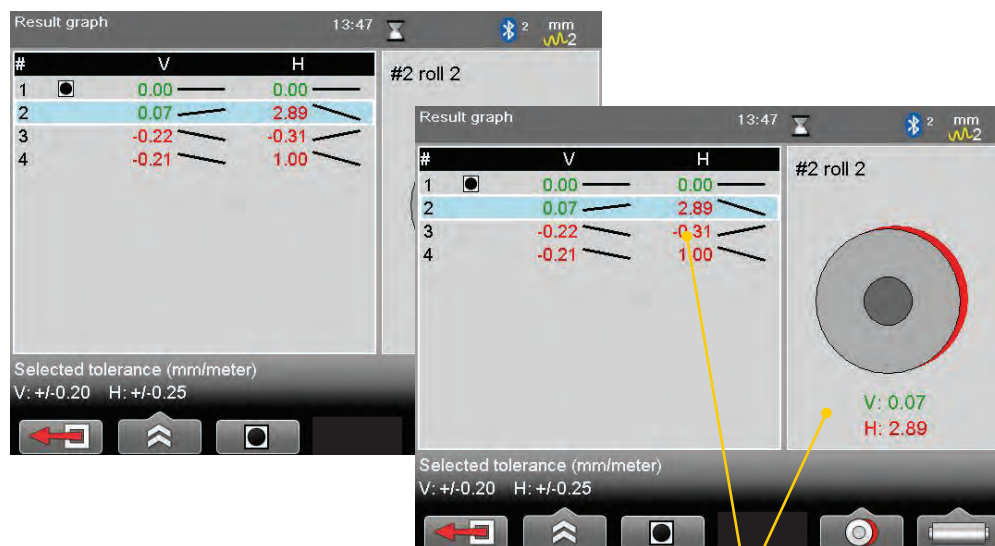 Result graph 13:47 2 mm
2
# V H
1 0.00 0.00
2 0.07 2.89
3 -0.22 -0.31
4 -0.21 1.00
#2 roll 2
Selected tolerance (mm/meter)
V: +/-0.20 H: +/-0.25
Result graph 13:47 2 mm
2
# V H
1 0.00 0.00
2 0.07 2.89
3 -0.22 -0.31
4 -0.21 1.00
#2 roll 2
V: 0.07
H: 2.89
Selected tolerance (mm/meter)
V: +/-0.20 H: +/-0.25